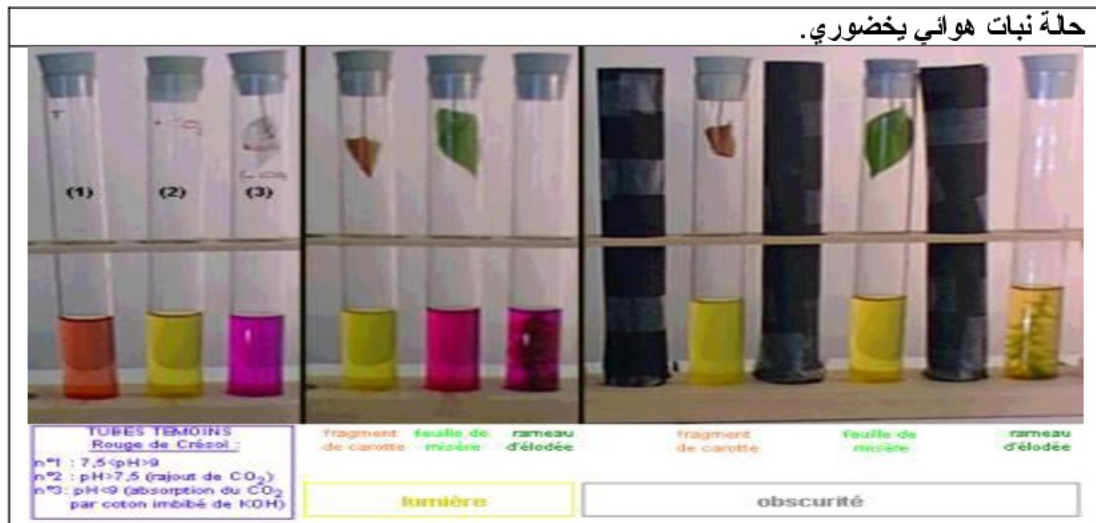 حالة نبات هوائي يخضوري.
T
(1) (2) (3)
TUBES TEMOINS
Rouge de Crésol :
n°1 : 7,5<pH>9
n°2 : pH>7,5 (rajout de CO₂)
n°3: pH<9 (absorption du CO₂
par coton imbibé de KOH)
fragment de carotte
feuille de misère
rameau d'élodée
fragment de carotte
feuille de misère
rameau d'élodée
lumière
obscurité